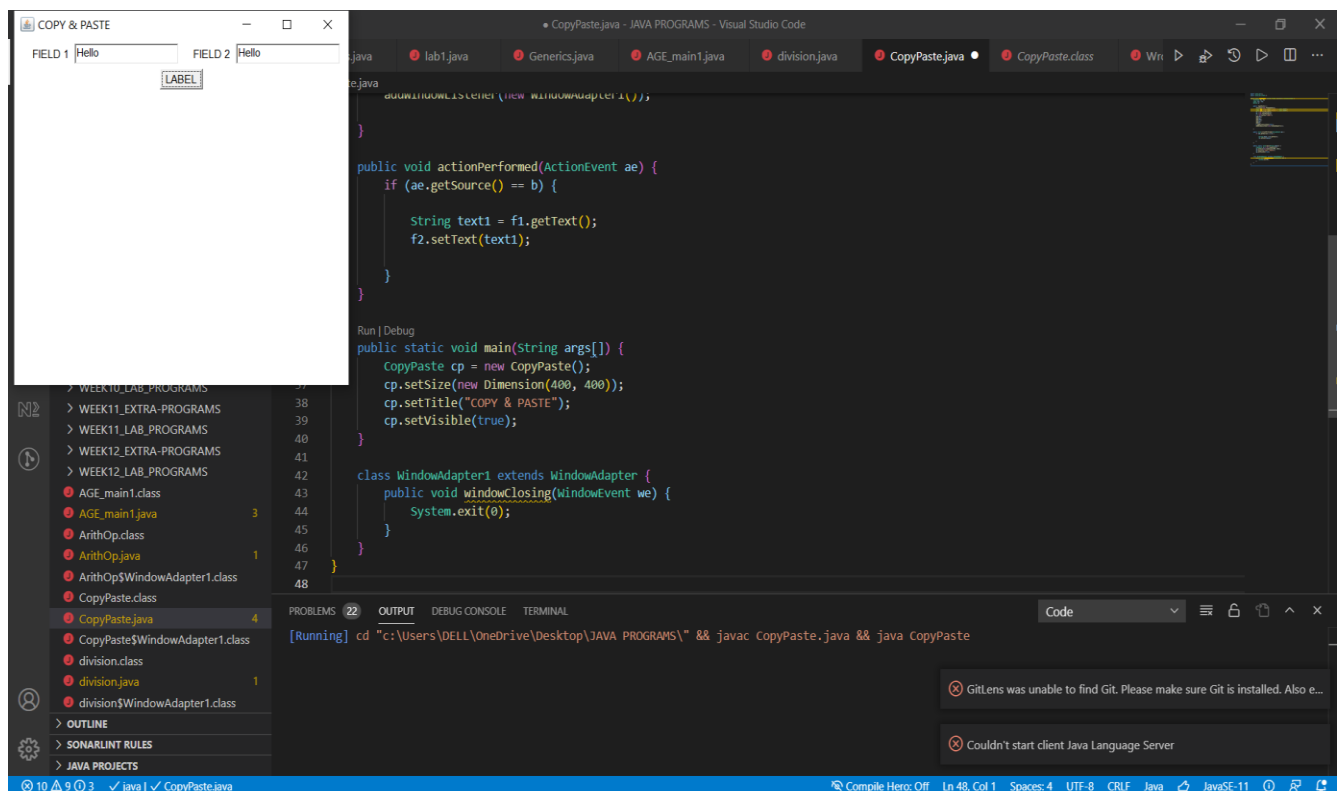 COPY & PASTE
FIELD 1 Hello FIELD 2 Hello
LABEL
● CopyPaste.java - JAVA PROGRAMS - Visual Studio Code
.java lab1.java Generics.java AGE_main1.java division.java CopyPaste.java ● CopyPaste.class
addWindowListener(new WindowAdapter1());
}
public void actionPerformed(ActionEvent ae) {
if (ae.getSource() == b) {
String text1 = f1.getText();
f2.setText(text1);
}
}
Run | Debug
public static void main(String args[]) {
CopyPaste cp = new CopyPaste();
37 cp.setSize(new Dimension(400, 400));
38 cp.setTitle("COPY & PASTE");
39 cp.setVisible(true);
40 }
41
42 class WindowAdapter1 extends WindowAdapter {
43 public void windowClosing(WindowEvent we) {
44 System.exit(0);
45 }
46 }
47 }
48
> WEEK10_LAB_PROGRAMS
> WEEK11_EXTRA-PROGRAMS
> WEEK11_LAB_PROGRAMS
> WEEK12_EXTRA-PROGRAMS
> WEEK12_LAB_PROGRAMS
AGE_main1.class
AGE_main1.java 3
ArithOp.class
ArithOp.java 1
ArithOp$WindowAdapter1.class
CopyPaste.class
CopyPaste.java 4
CopyPaste$WindowAdapter1.class
division.class
division.java 1
division$WindowAdapter1.class
> OUTLINE
> SONARLINT RULES
> JAVA PROJECTS
PROBLEMS 22 OUTPUT DEBUG CONSOLE TERMINAL Code
[Running] cd "c:\Users\DELL\OneDrive\Desktop\JAVA PROGRAMS\" && javac CopyPaste.java && java CopyPaste
GitLens was unable to find Git. Please make sure Git is installed. Also e...
Couldn't start client Java Language Server
10 9 3 java | CopyPaste.java Compile Hero: Off Ln 48, Col 1 Spaces: 4 UTF-8 CRLF Java JavaSE-11